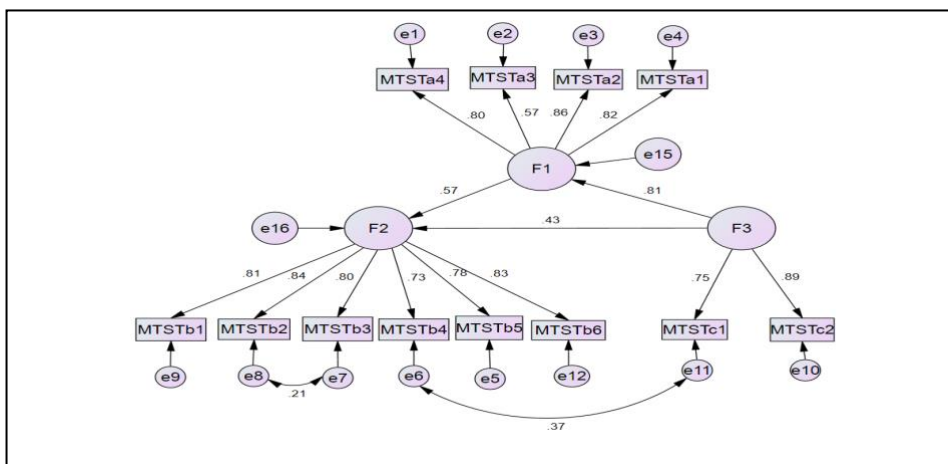 e1 e2 e3 e4
MTSTa4 MTSTa3 MTSTa2 MTSTa1
.80 .57 .86 .82
F1 e15
.57 .81
e16 F2 .43 F3
.81 .84 .80 .73 .78 .83 .75 .89
MTSTb1 MTSTb2 MTSTb3 MTSTb4 MTSTb5 MTSTb6 MTSTc1 MTSTc2
e9 e8 e7 e6 e5 e12 e11 e10
.21
.37